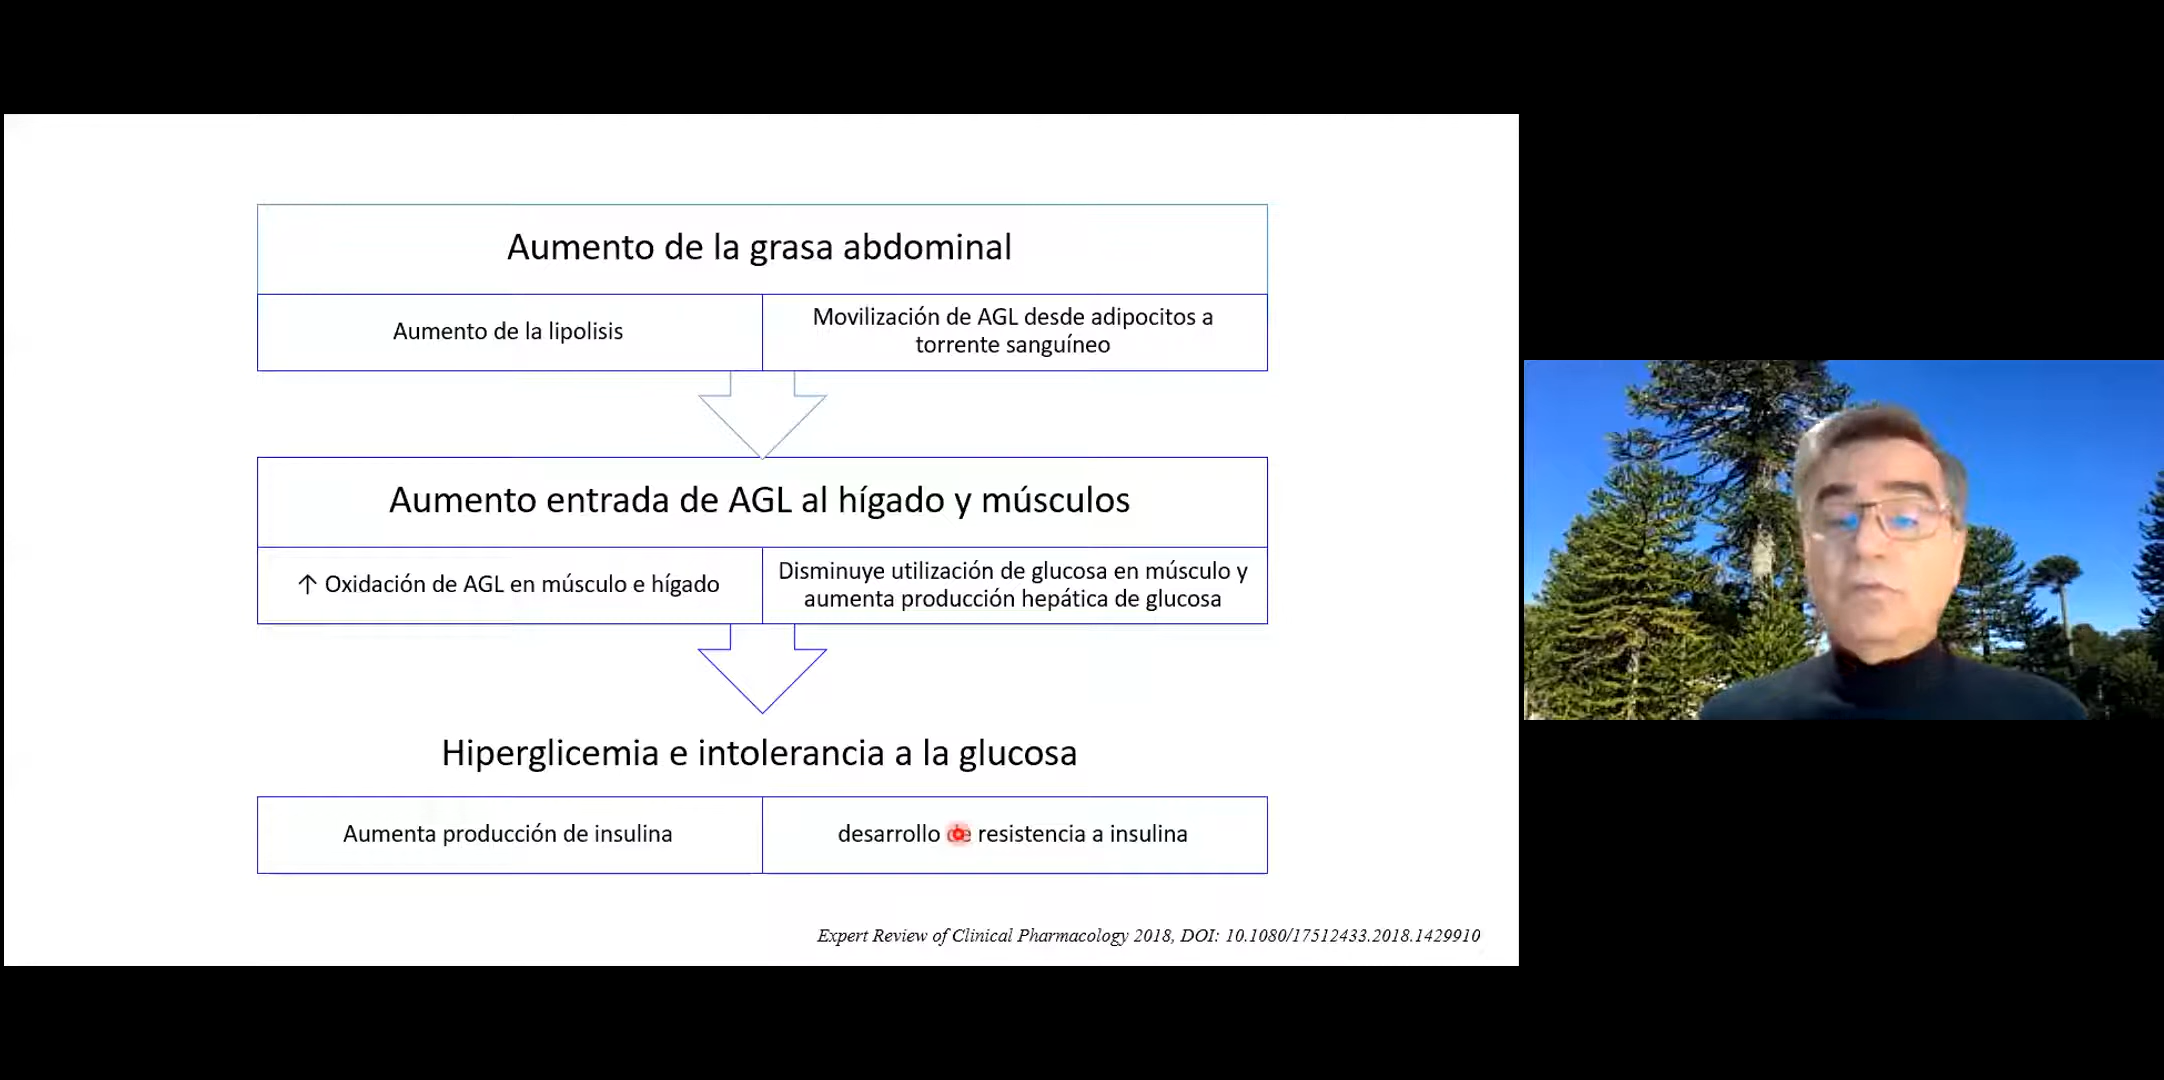 Aumento de la grasa abdominal
Aumento de la lipolisis
Movilización de AGL desde adipocitos a
torrente sanguíneo
Aumento entrada de AGL al hígado y músculos
↑ Oxidación de AGL en músculo e hígado
Disminuye utilización de glucosa en músculo y
aumenta producción hepática de glucosa
Hiperglicemia e intolerancia a la glucosa
Aumenta producción de insulina
desarrollo de resistencia a insulina
Expert Review of Clinical Pharmacology 2018, DOI: 10.1080/17512433.2018.1429910